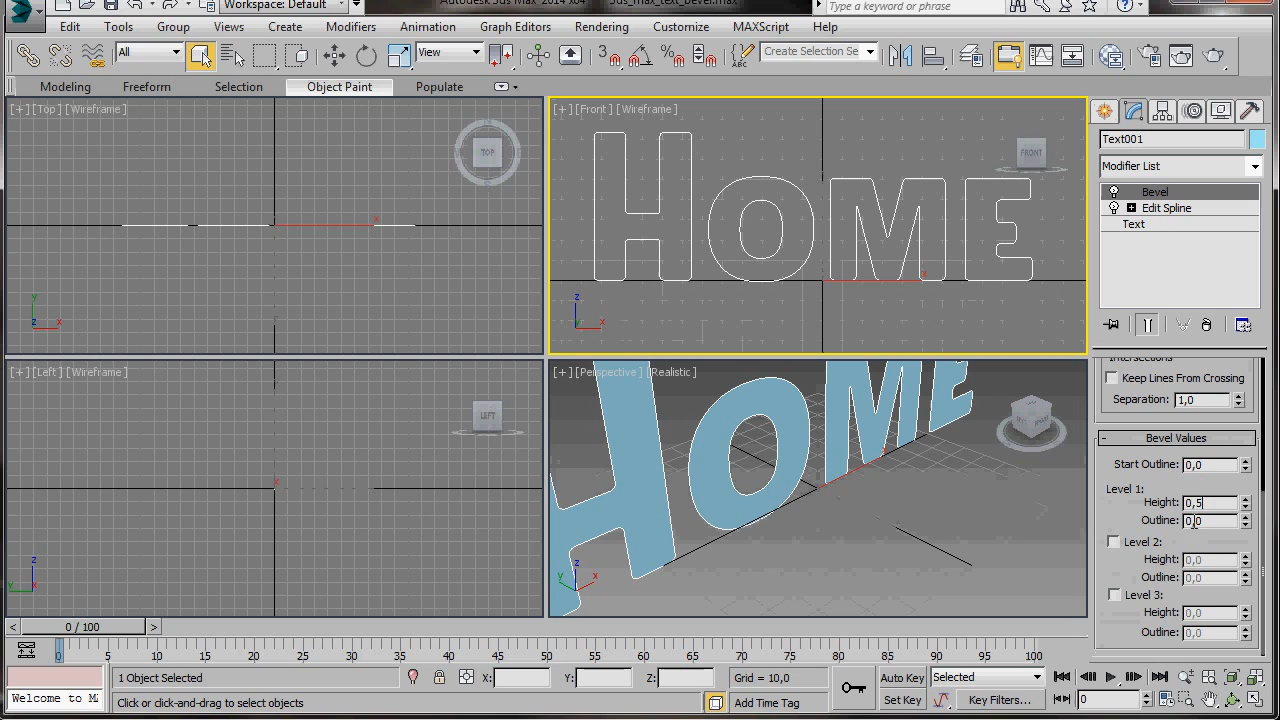 Workspace: Default
Autodesk 3ds Max 2014 x64
3ds_max_text_bevel.max
Type a keyword or phrase
Edit Tools Group Views Create Modifiers Animation Graph Editors Rendering Customize MAXScript Help
All
View
3
ABC
Create Selection Se
Modeling Freeform Selection Object Paint Populate
[+] [Top] [Wireframe]
TOP
x
y
z x
[+] [Front] [Wireframe]
FRONT
HOME
x
z
x
[+] [Left] [Wireframe]
LEFT
x
z
y
[+] [Perspective] [Realistic]
HOME
z
y x
Text001
Modifier List
Bevel
Edit Spline
Text
Intersections
Keep Lines From Crossing
Separation: 1,0
- Bevel Values
Start Outline: 0,0
Level 1:
Height: 0,5
Outline: 0,0
Level 2:
Height: 0,0
Outline: 0,0
Level 3:
Height: 0,0
Outline: 0,0
< 0 / 100 >
0 5 10 15 20 25 30 35 40 45 50 55 60 65 70 75 80 85 90 95 100
1 Object Selected
X: Y: Z:
Grid = 10,0
Auto Key
Selected
Welcome to
Click or click-and-drag to select objects
Add Time Tag
Set Key
Key Filters...
0